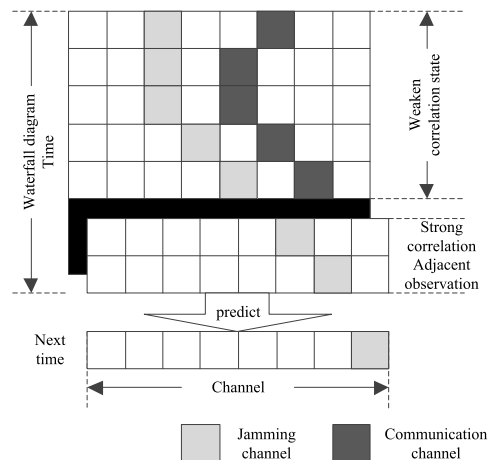 Waterfall diagram
Time
Weaken
correlation state
Strong
correlation
Adjacent
observation
predict
Next
time
Channel
Jamming
channel
Communication
channel